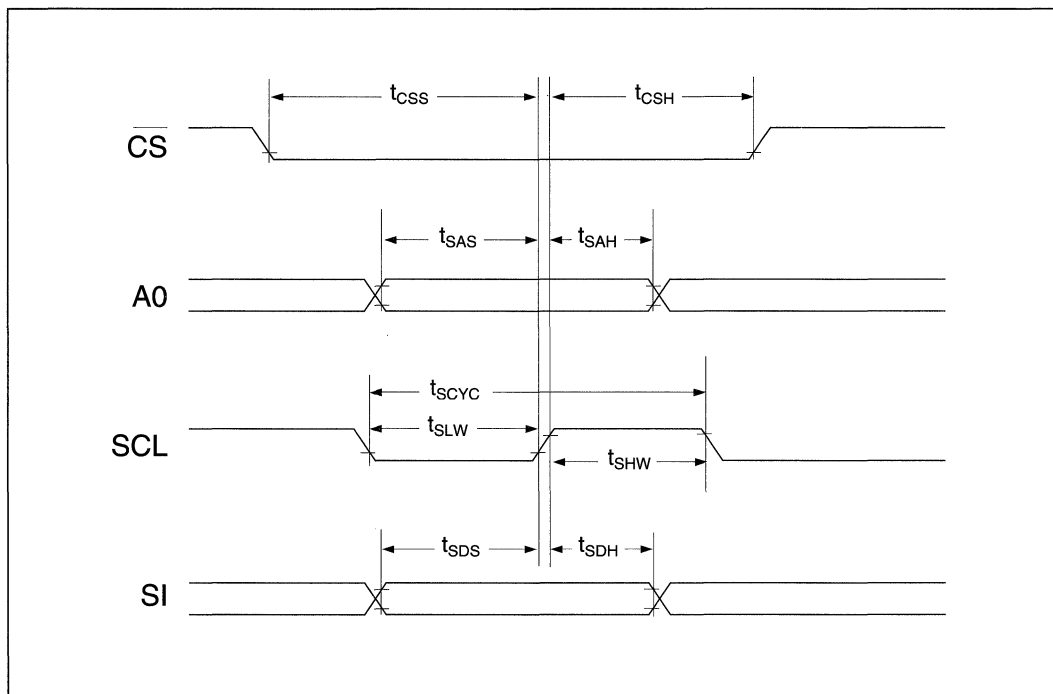 tCSS tCSH
CS
tSAS tSAH
A0
tSCYC
tSLW
SCL
tSHW
tSDS tSDH
SI